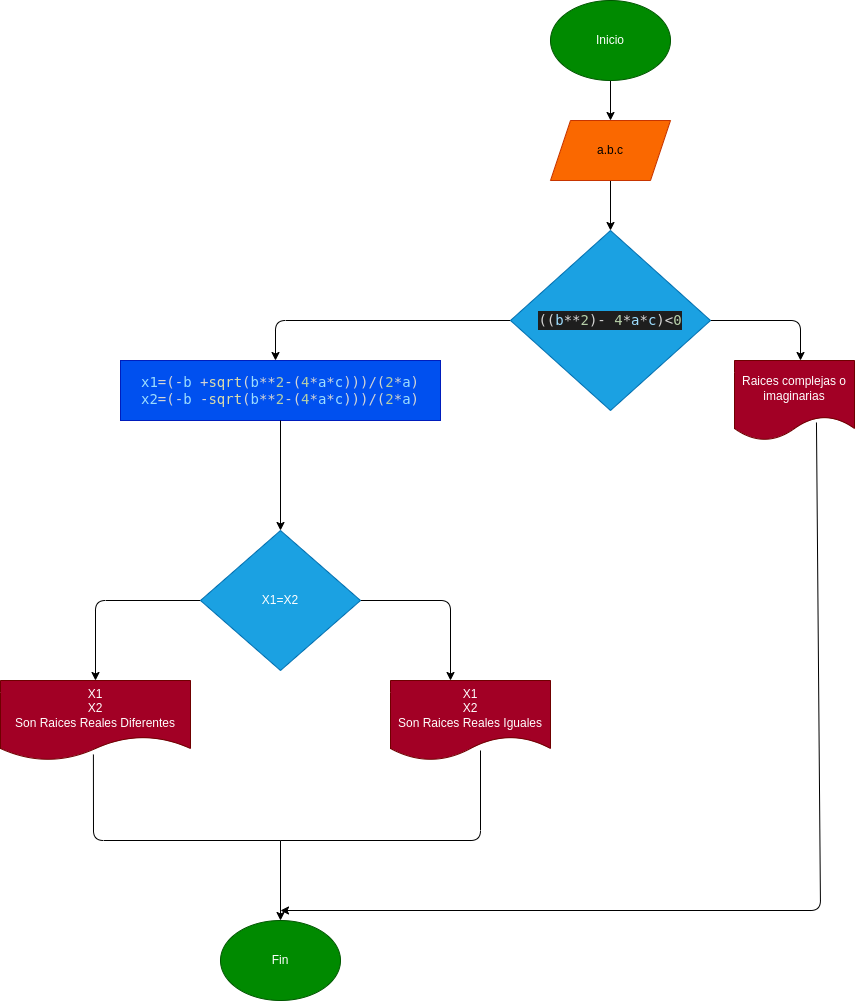 Inicio
a.b.c
((b**2)- 4*a*c)<0
x1=(-b +sqrt(b**2-(4*a*c)))/(2*a)
x2=(-b -sqrt(b**2-(4*a*c)))/(2*a)
Raices complejas o
imaginarias
X1=X2
X1
X2
Son Raices Reales Diferentes
X1
X2
Son Raices Reales Iguales
Fin